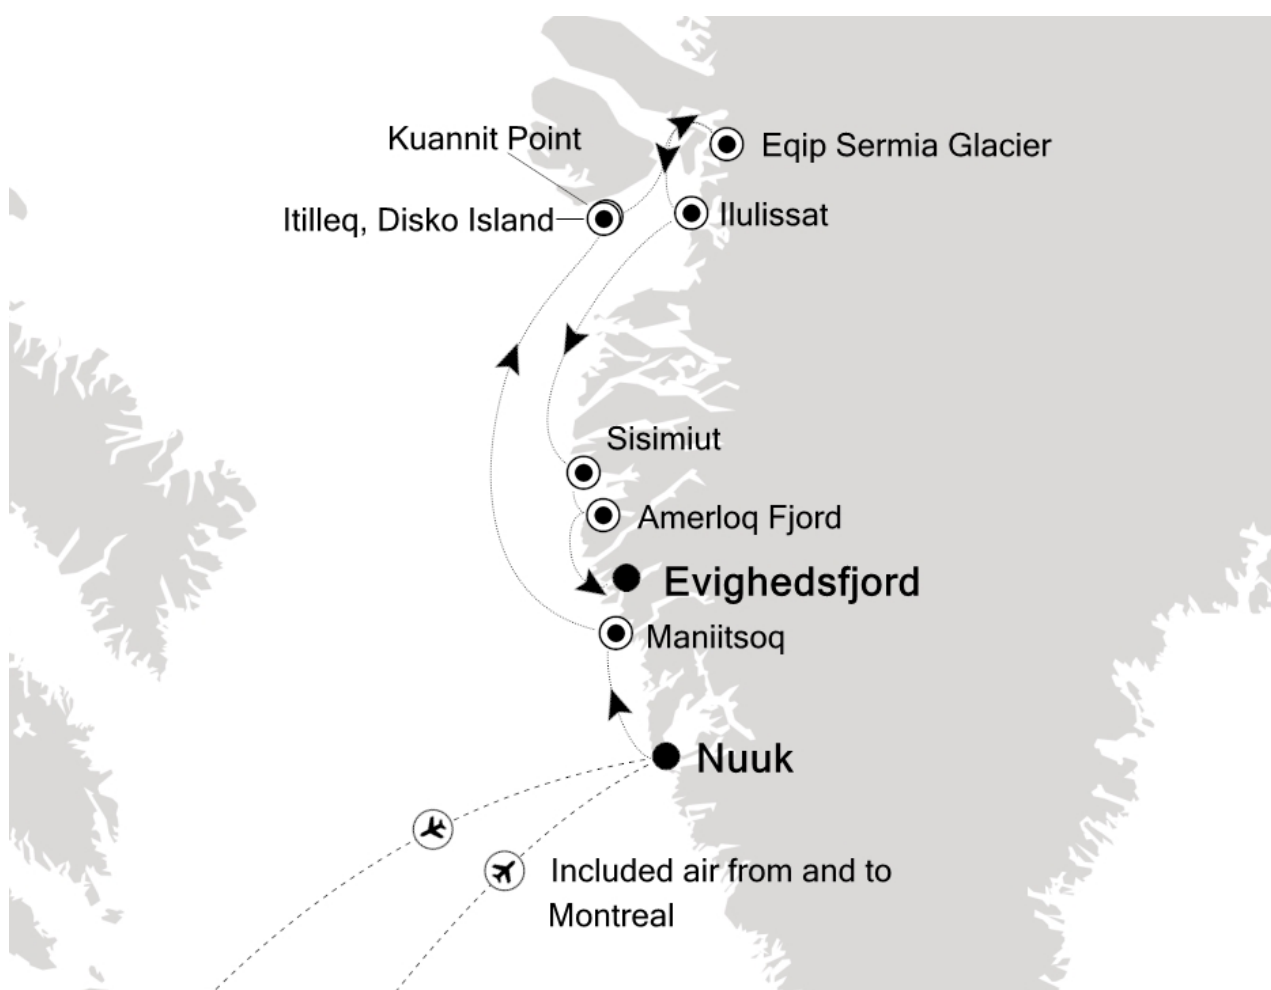 Kuannit Point
Eqip Sermia Glacier
Itilleq, Disko Island
Ilulissat
Sisimiut
Amerloq Fjord
Evighedsfjord
Maniitsoq
Nuuk
Included air from and to
Montreal